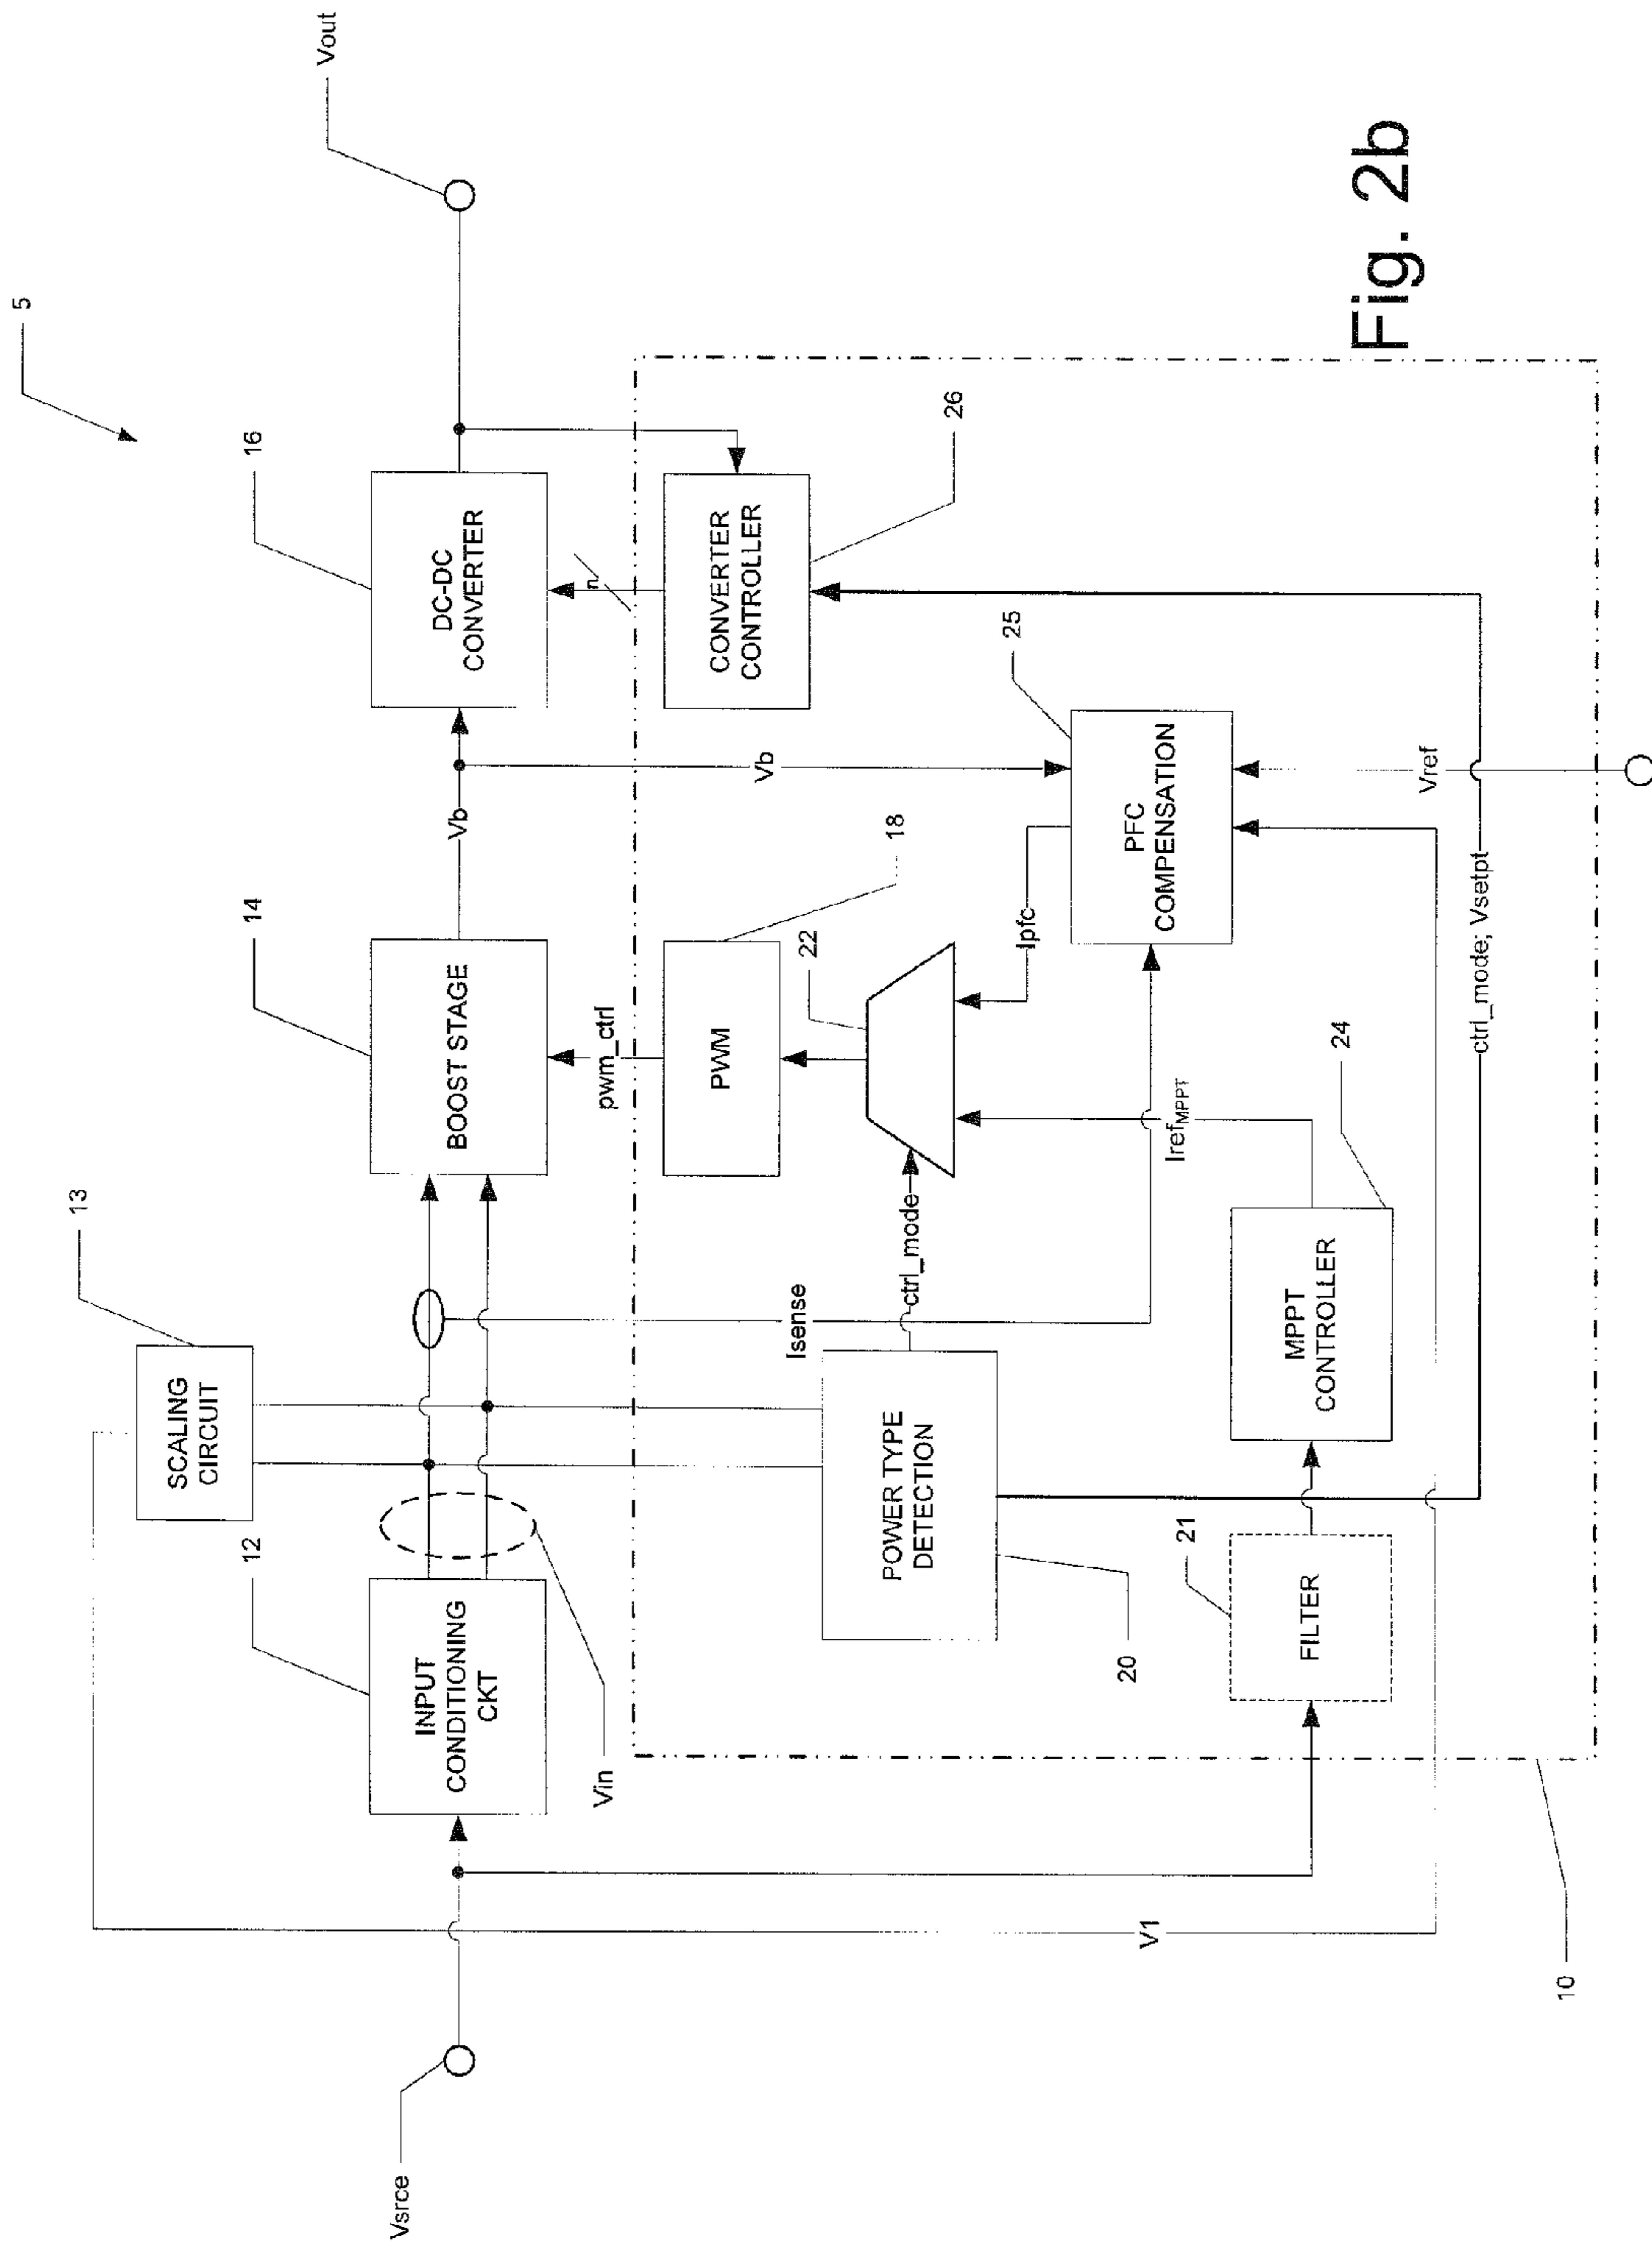 5
Vout
16
DC-DC
CONVERTER
n
CONVERTER
CONTROLLER
26
Vb
Vb
14
BOOST STAGE
pwm_ctrl
PWM
18
22
Ipfc
25
PFC
COMPENSATION
Vref
13
SCALING
CIRCUIT
Isense
ctrl_mode
IrefMPPT
24
MPPT
CONTROLLER
ctrl_mode; Vsetpt
12
INPUT
CONDITIONING
CKT
Vin
POWER TYPE
DETECTION
20
21
FILTER
V1
10
Vsrce
Fig. 2b